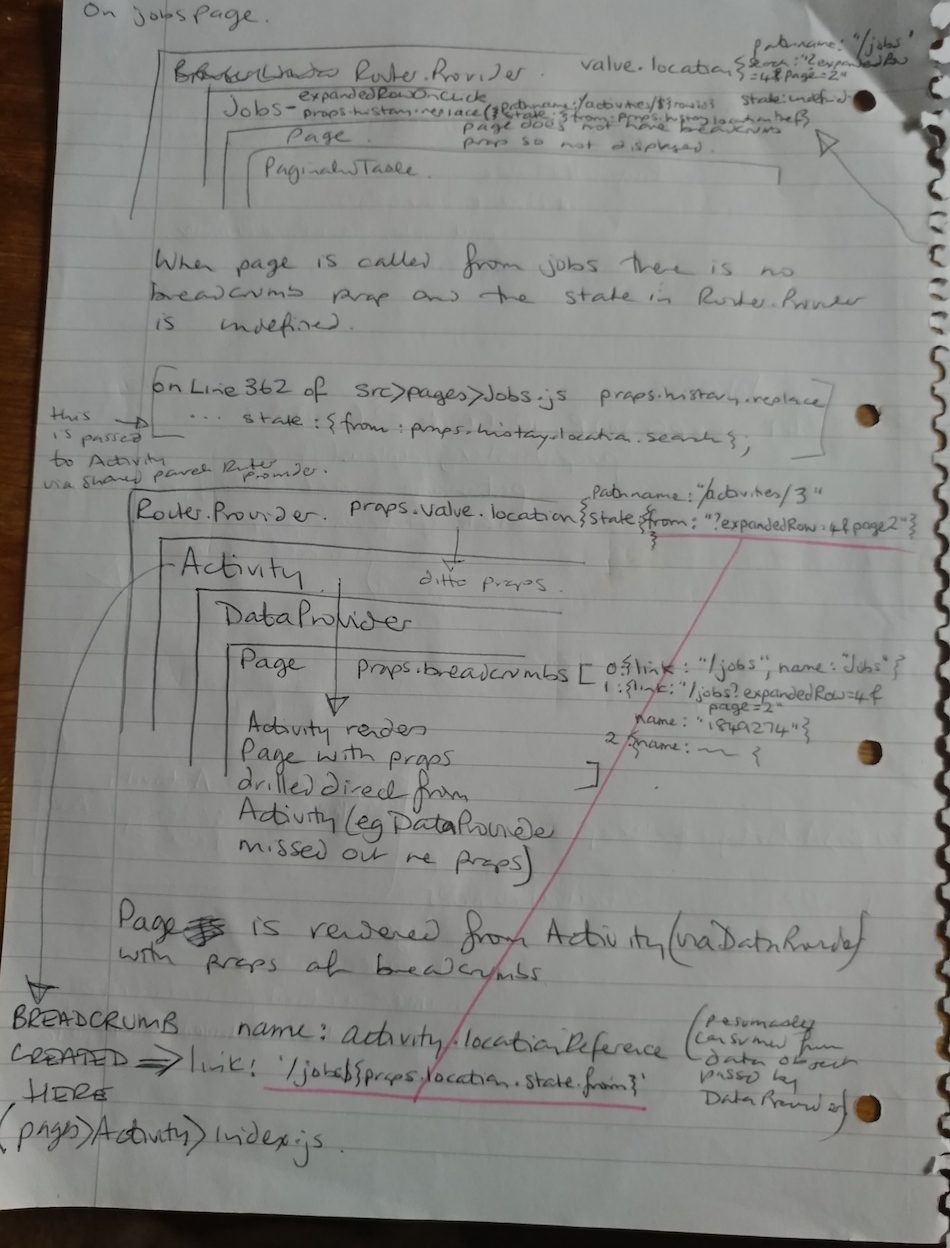 On jobspage.
Router.Provider. value.location { pathname: "/jobs"
search: "?expandedRow
=4&page=2"
state: undefined
expandedRowOnClick
Jobs - props.history.replace({pathname: /activities/${rowId}
state: {from: props.history.location.href}
Page. page does not have breadcrumb
prop so not displayed.
PaginatedTable.
When page is called from jobs there is no
breadcrumb prop and the state in Router.Provider
is undefined.
on Line 362 of src>pages>Jobs.js props.history.replace
... state: {from: props.history.location.search};
this
is passed
to Activity
via shared parent Router
Provider.
Router.Provider. props.value.location { pathname: "/activities/3"
state {from: "?expandedRow=4&page2"}
}
Activity ditto props.
DataProvider
Page props.breadcrumbs [ 0:{link: "/jobs", name: "Jobs"}
1:{link: "/jobs?expandedRow=4&
page=2"
name: "1849274"}
2 {name: {
]
Activity renders
Page with props
drilled direct from
Activity (eg DataProvider
missed out re props)
Page is rendered from Activity (via DataProvider)
with props of breadcrumbs
BREADCRUMB name: activity.locationReference (presumably
CREATED => link: '/jobs${props.location.state.from}' consumed from
HERE data object
passed by
DataProvider)
(pages>Activity>index.js.